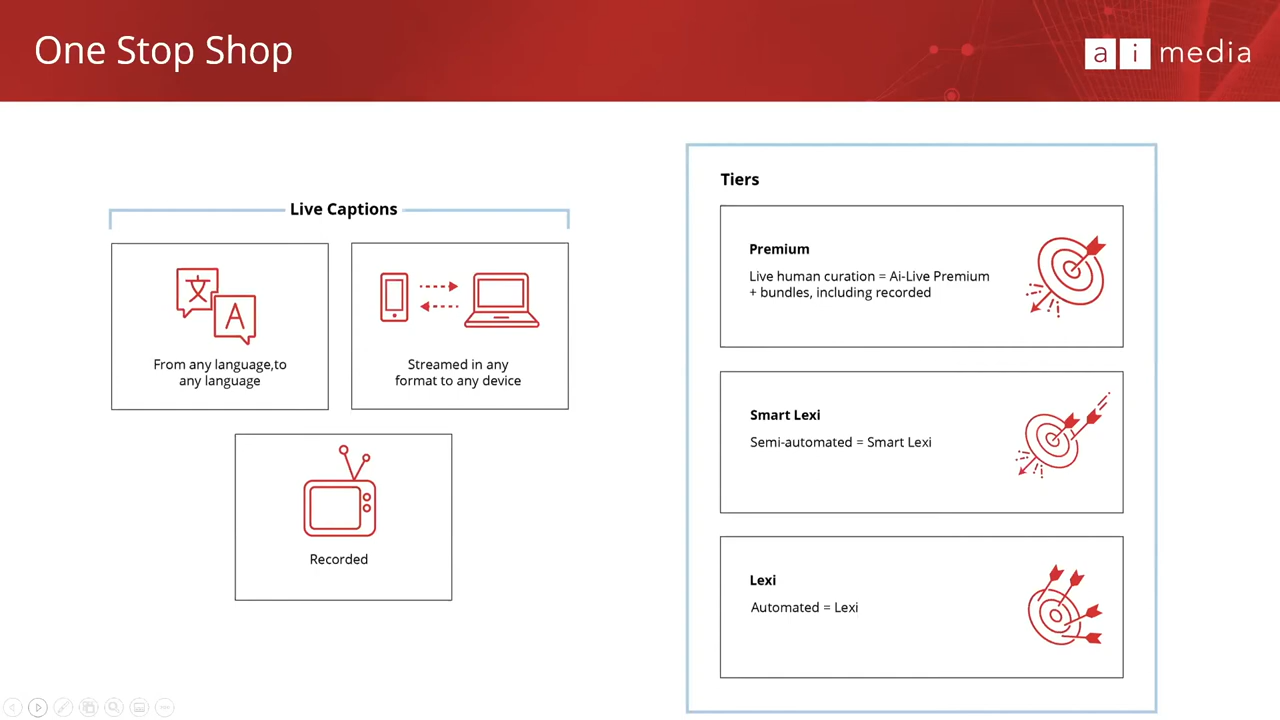 One Stop Shop
ai media
Live Captions
文
A
From any language,to
any language
Streamed in any
format to any device
Recorded
Tiers
Premium
Live human curation = Ai-Live Premium
+ bundles, including recorded
Smart Lexi
Semi-automated = Smart Lexi
Lexi
Automated = Lexi